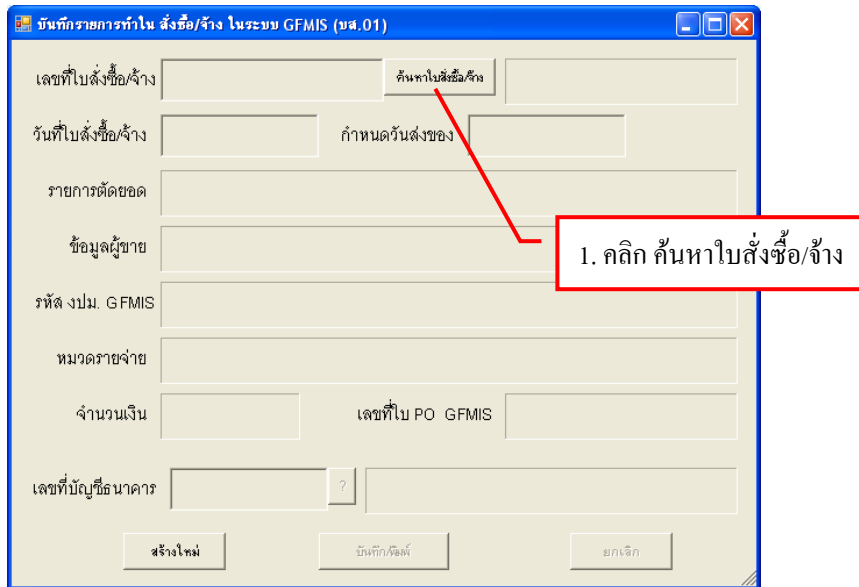 บันทึกรายการทำใบ สั่งซื้อ/จ้าง ในระบบ GFMIS (บส.01)
เลขที่ใบสั่งซื้อ/จ้าง ค้นหาใบสั่งซื้อ/จ้าง
วันที่ใบสั่งซื้อ/จ้าง กำหนดวันส่งของ
รายการตัดยอด
ข้อมูลผู้ขาย
1. คลิก ค้นหาใบสั่งซื้อ/จ้าง
รหัส งปม. GFMIS
หมวดรายจ่าย
จำนวนเงิน เลขที่ใบ PO GFMIS
เลขที่บัญชีธนาคาร ?
สร้างใหม่ บันทึก/พิมพ์ ยกเลิก